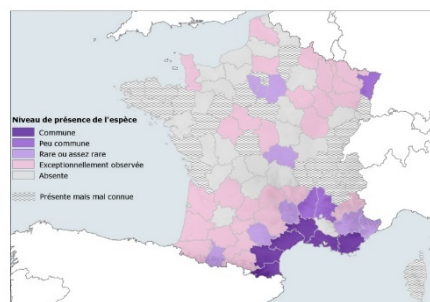 Niveau de présence de l'espèce
Commune
Peu commune
Rare ou assez rare
Exceptionnellement observée
Absente
Présente mais mal connue